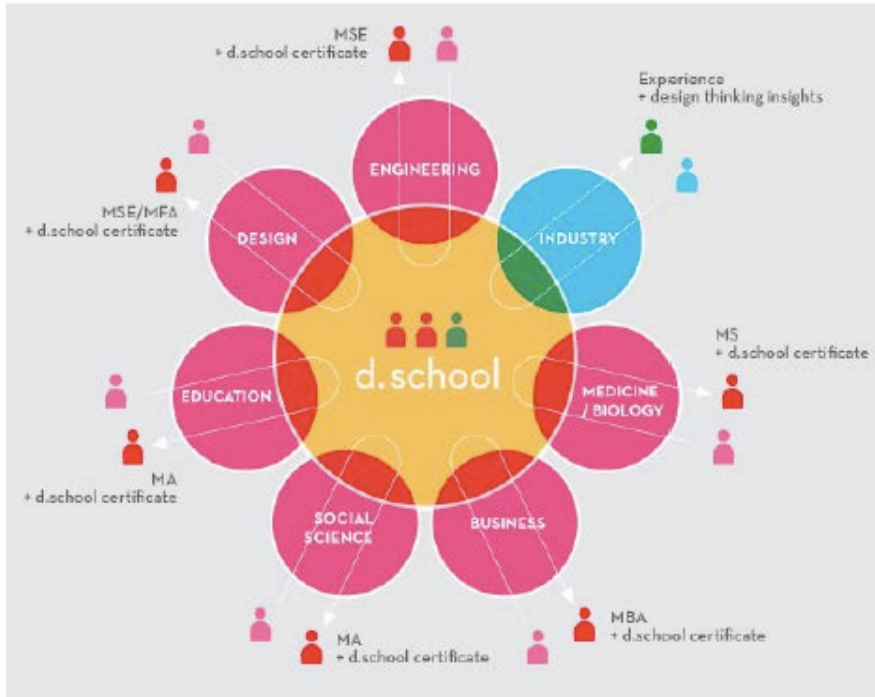 MSE
+ d.school certificate
Experience
+ design thinking insights
ENGINEERING
MSE/MFA
+ d.school certificate
DESIGN
INDUSTRY
d.school
MS
+ d.school certificate
EDUCATION
MEDICINE
/ BIOLOGY
MA
+ d.school certificate
SOCIAL
SCIENCE
BUSINESS
MBA
+ d.school certificate
MA
+ d.school certificate